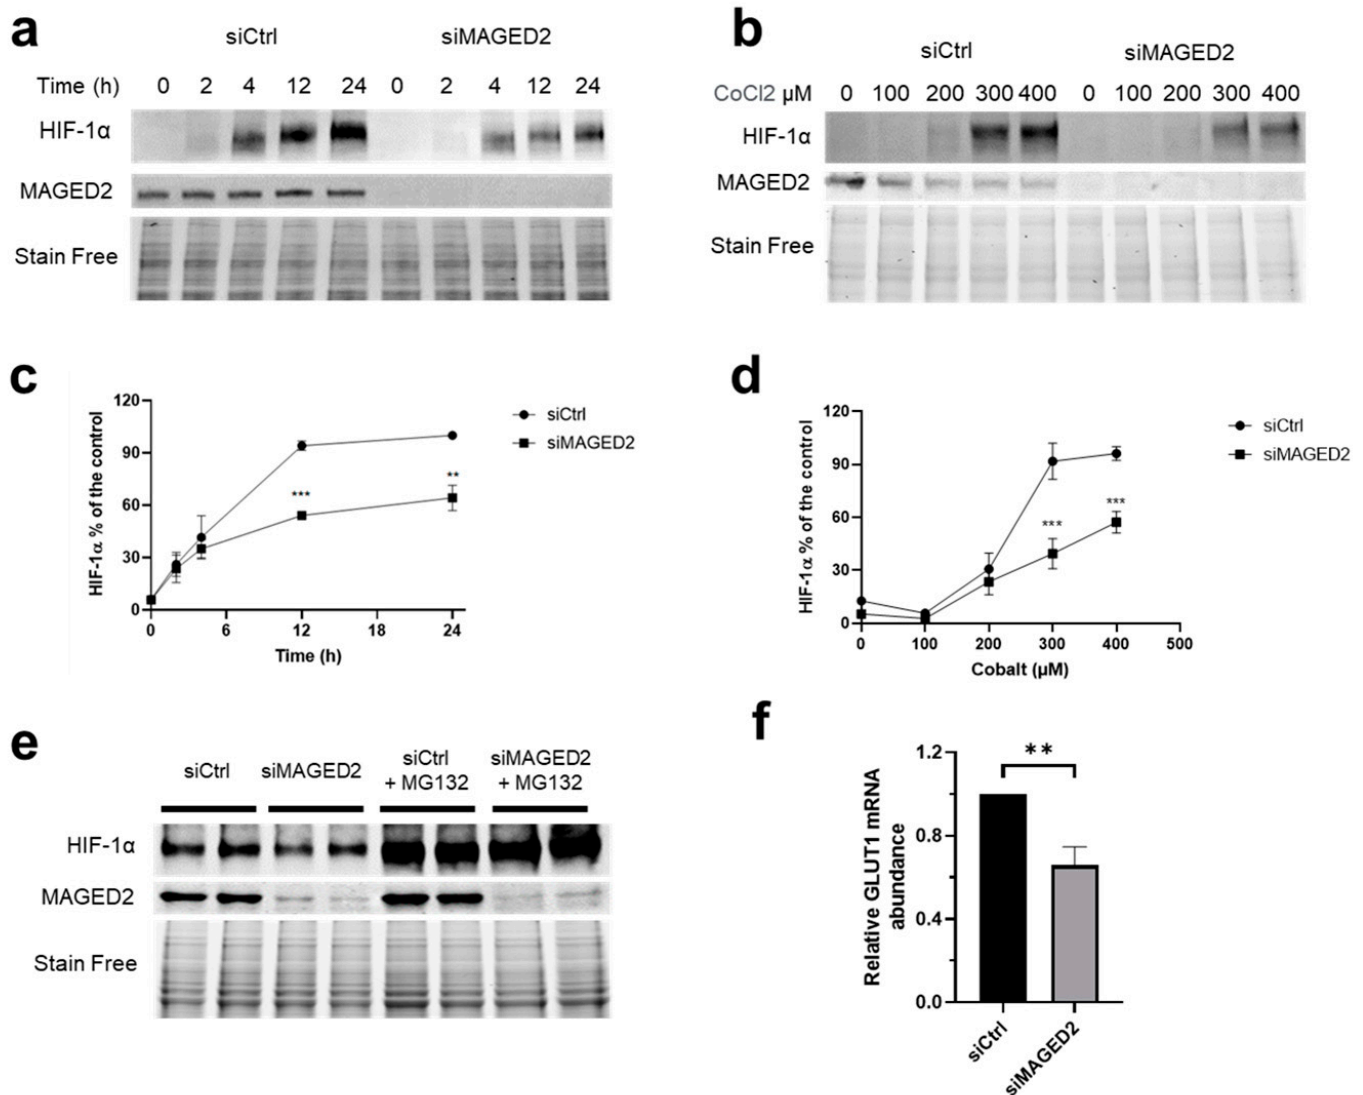 a
siCtrl siMAGED2
Time (h) 0 2 4 12 24 0 2 4 12 24
HIF-1α
MAGED2
Stain Free
b
siCtrl siMAGED2
CoCl2 µM 0 100 200 300 400 0 100 200 300 400
HIF-1α
MAGED2
Stain Free
c
HIF-1α % of the control
120
90
60
30
0
0 6 12 18 24
Time (h)
***
**
siCtrl
siMAGED2
d
HIF-1α % of the control
120
90
60
30
0
0 100 200 300 400 500
Cobalt (µM)
***
***
siCtrl
siMAGED2
e
siCtrl siMAGED2 siCtrl + MG132 siMAGED2 + MG132
HIF-1α
MAGED2
Stain Free
f
Relative GLUT1 mRNA
abundance
1.2
0.8
0.4
0.0
**
siCtrl
siMAGED2